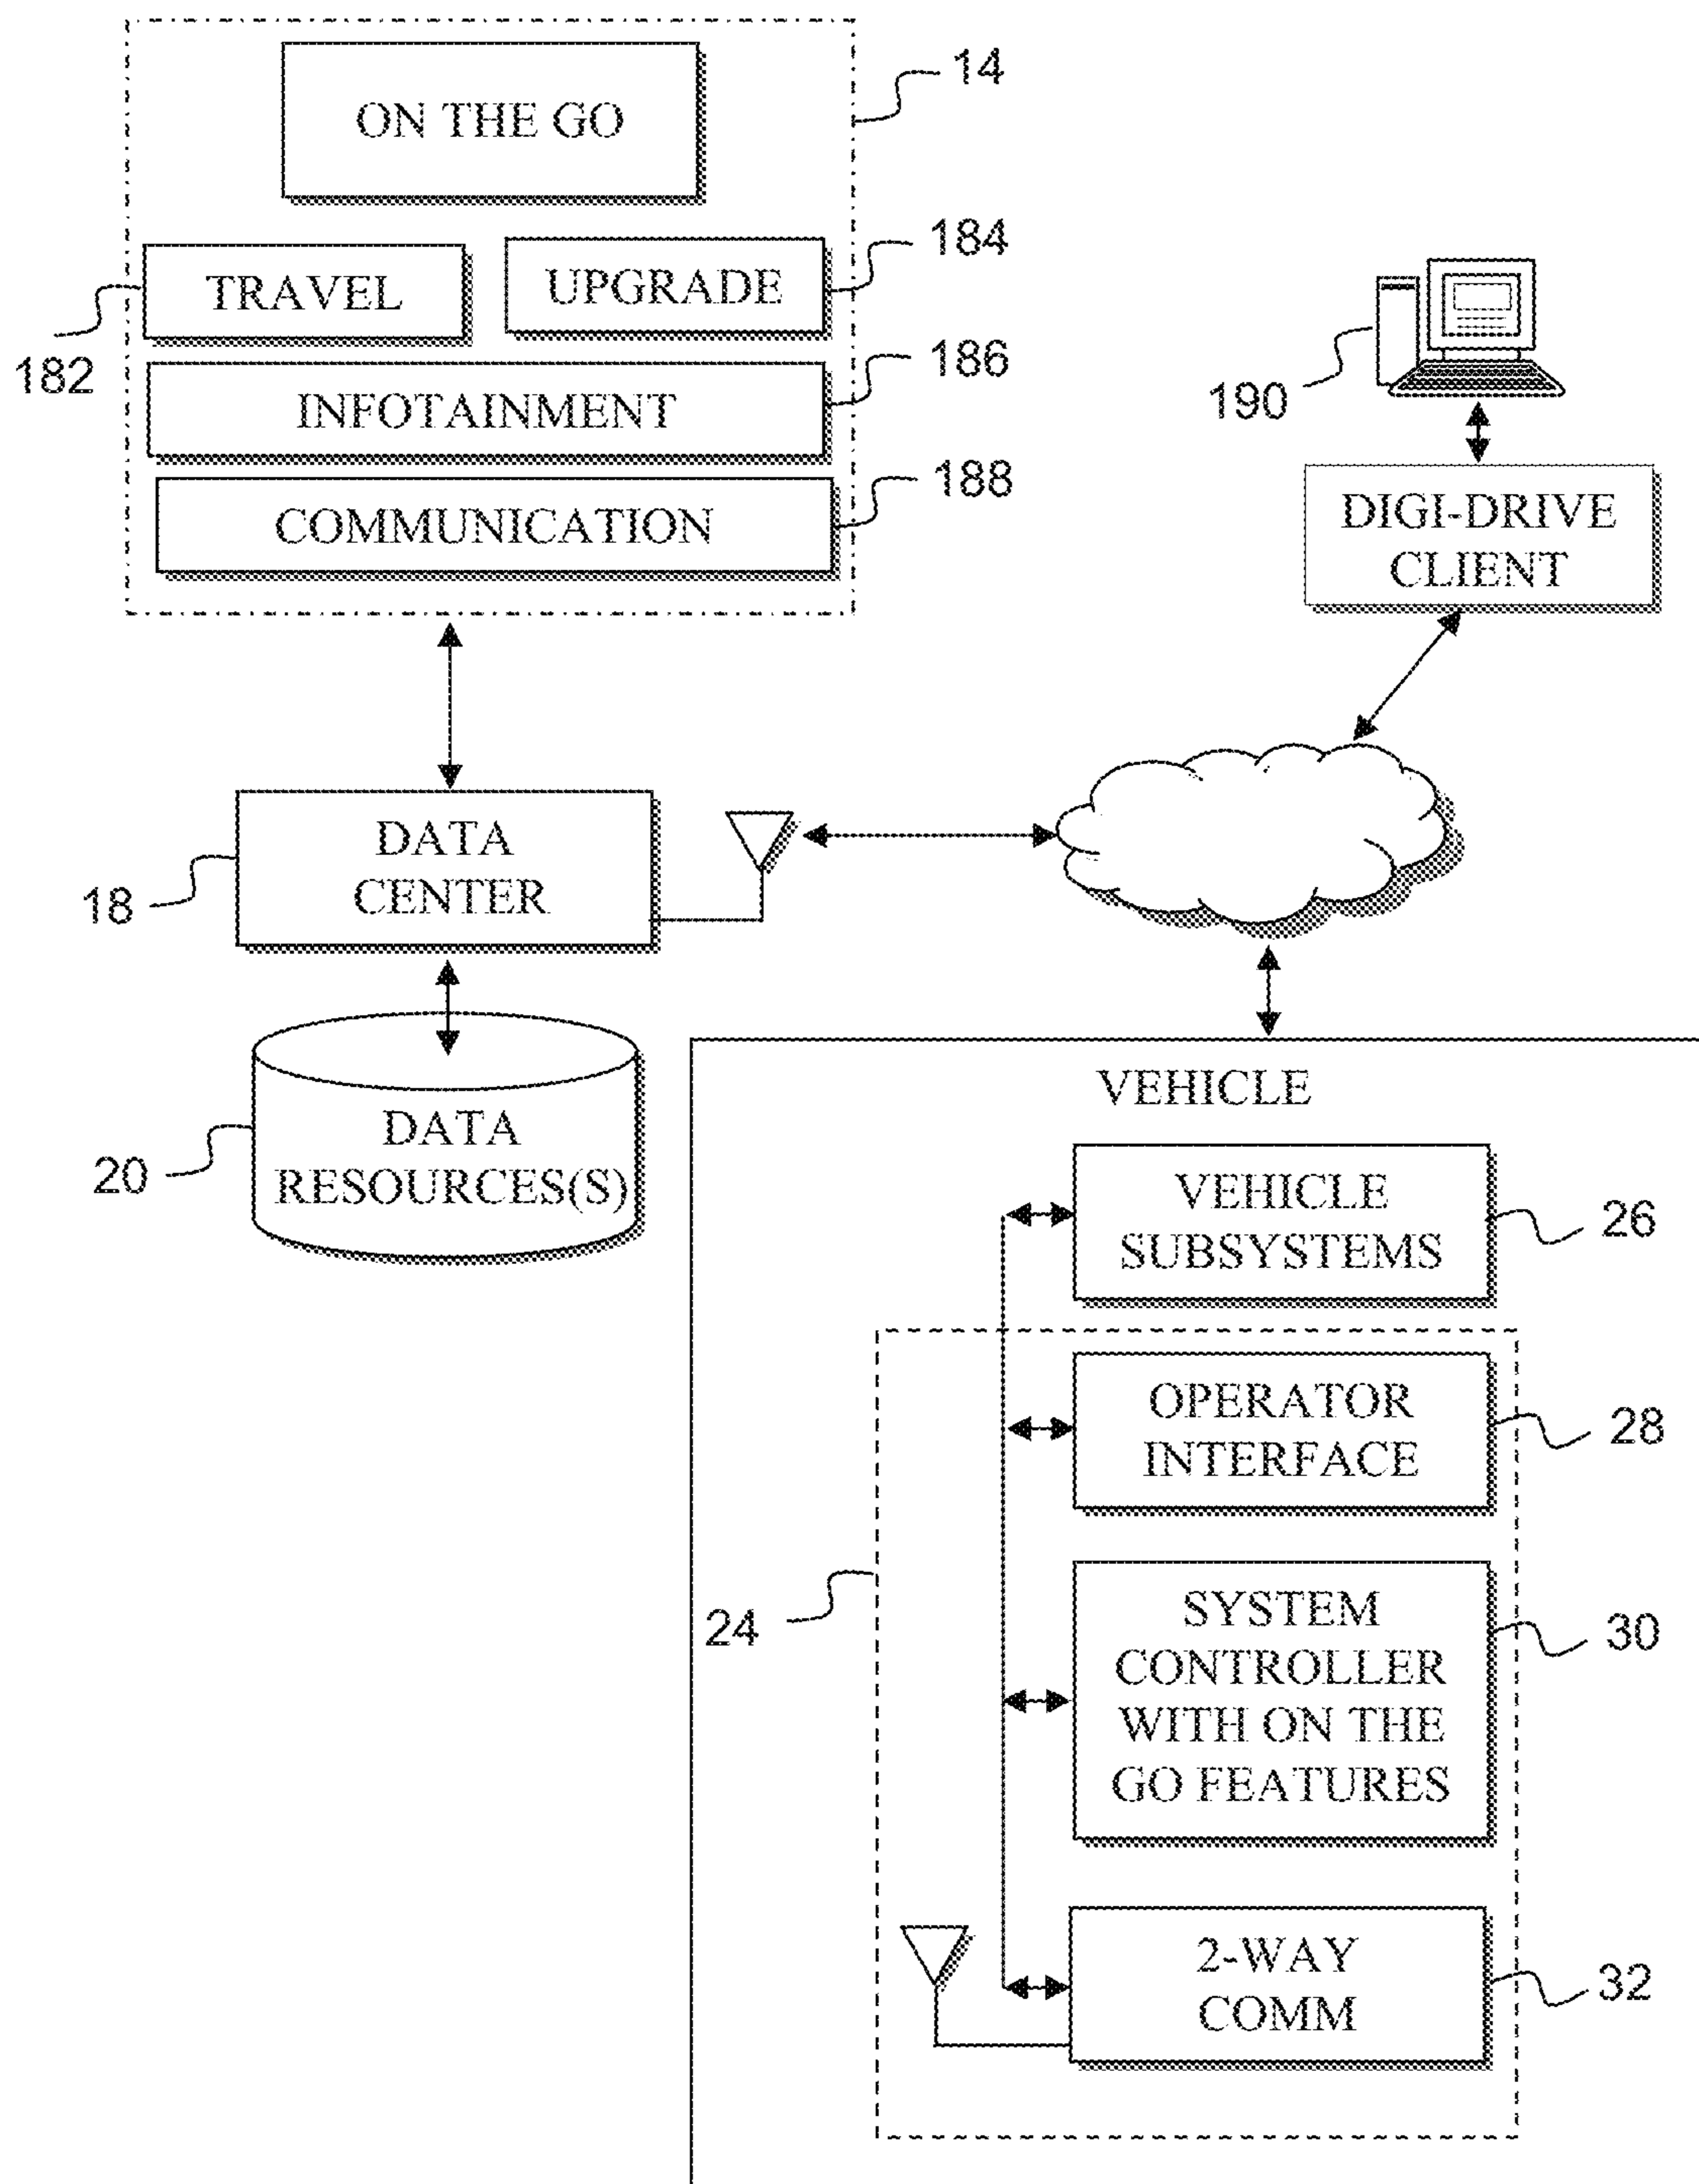 ON THE GO
14
TRAVEL
182
UPGRADE
184
INFOTAINMENT
186
COMMUNICATION
188
190
DIGI-DRIVE
CLIENT
DATA
CENTER
18
DATA
RESOURCES(S)
20
VEHICLE
VEHICLE
SUBSYSTEMS
26
OPERATOR
INTERFACE
28
24
SYSTEM
CONTROLLER
WITH ON THE
GO FEATURES
30
2-WAY
COMM
32